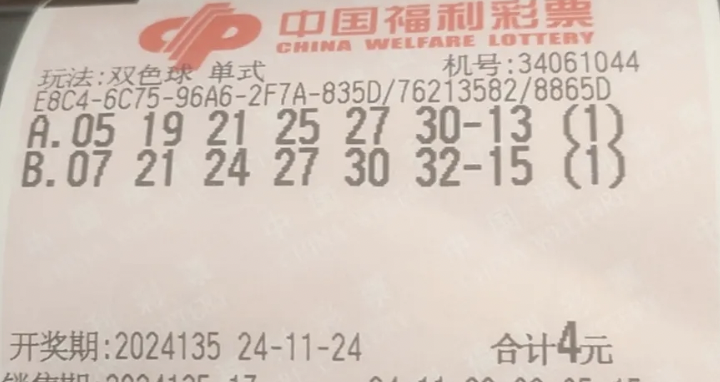 中国福利彩票
CHINA WELFARE LOTTERY
玩法:双色球 单式 机号:34061044
E8C4-6C75-96A6-2F7A-835D/76213582/8865D
A.05 19 21 25 27 30-13 (1)
B.07 21 24 27 30 32-15 (1)
开奖期:2024135 24-11-24 合计4元